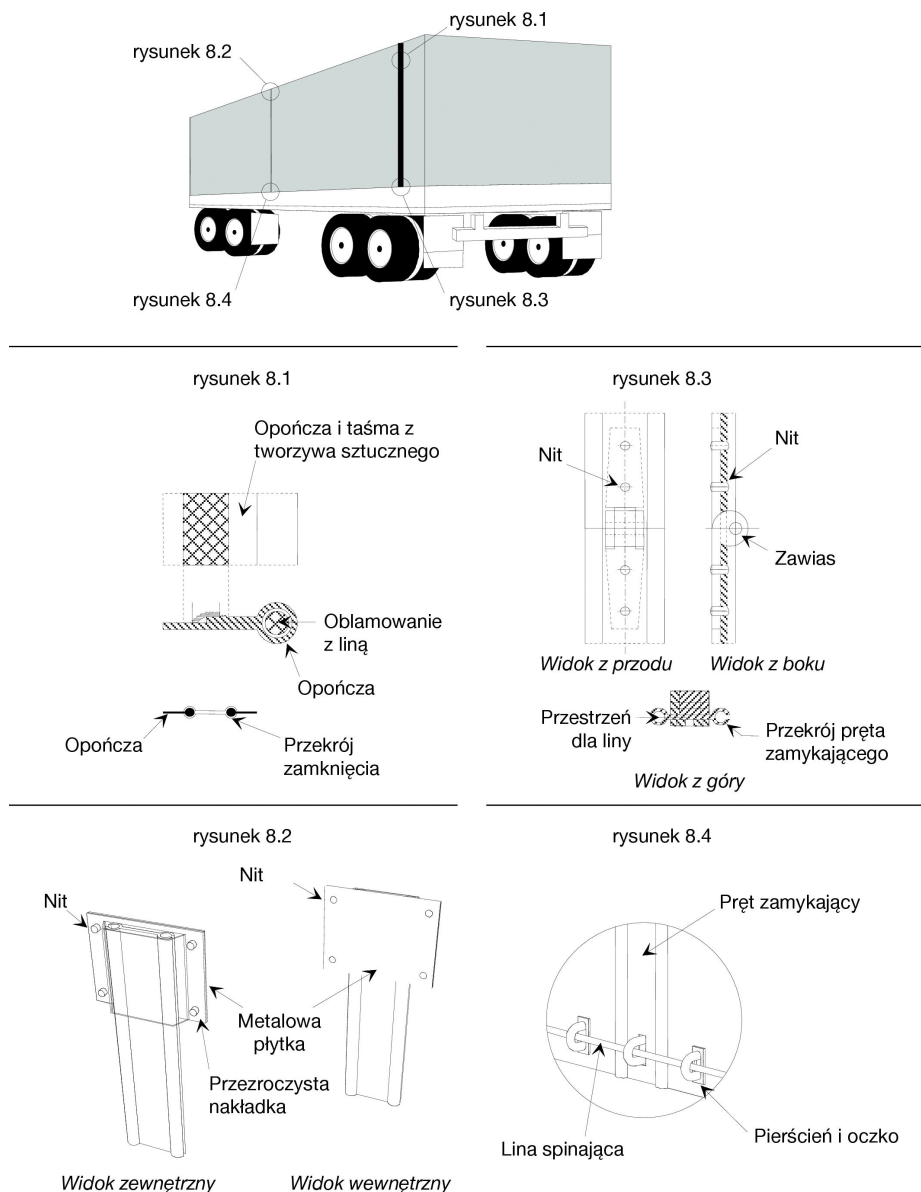 rysunek 8.1
rysunek 8.2
rysunek 8.4
rysunek 8.3
rysunek 8.1
Opończa i taśma z
tworzywa sztucznego
Oblamowanie
z liną
Opończa
Opończa
Przekrój
zamknięcia
rysunek 8.3
Nit
Nit
Zawias
Widok z przodu
Widok z boku
Przestrzeń
dla liny
Przekrój pręta
zamykającego
Widok z góry
rysunek 8.2
Nit
Nit
Metalowa
płytka
Przezroczysta
nakładka
Widok zewnętrzny
Widok wewnętrzny
rysunek 8.4
Pręt zamykający
Lina spinająca
Pierścień i oczko